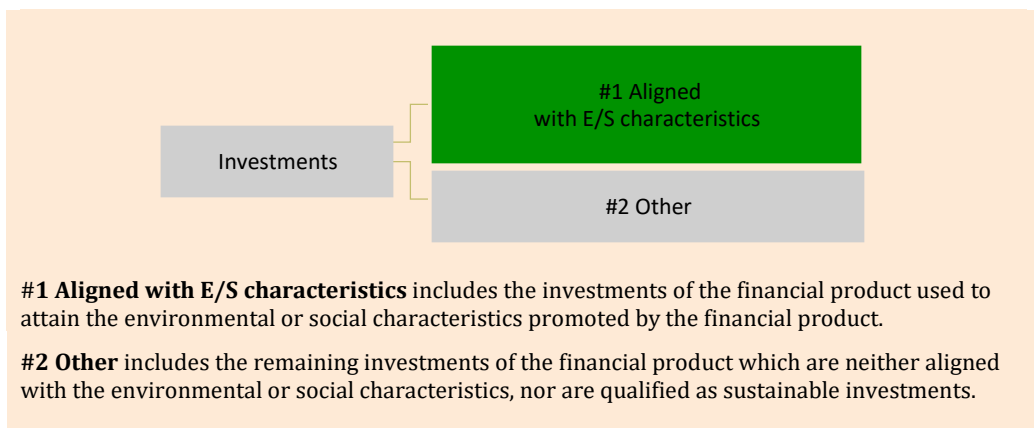 #1 Aligned
with E/S characteristics
Investments
#2 Other
#1 Aligned with E/S characteristics includes the investments of the financial product used to
attain the environmental or social characteristics promoted by the financial product.
#2 Other includes the remaining investments of the financial product which are neither aligned
with the environmental or social characteristics, nor are qualified as sustainable investments.